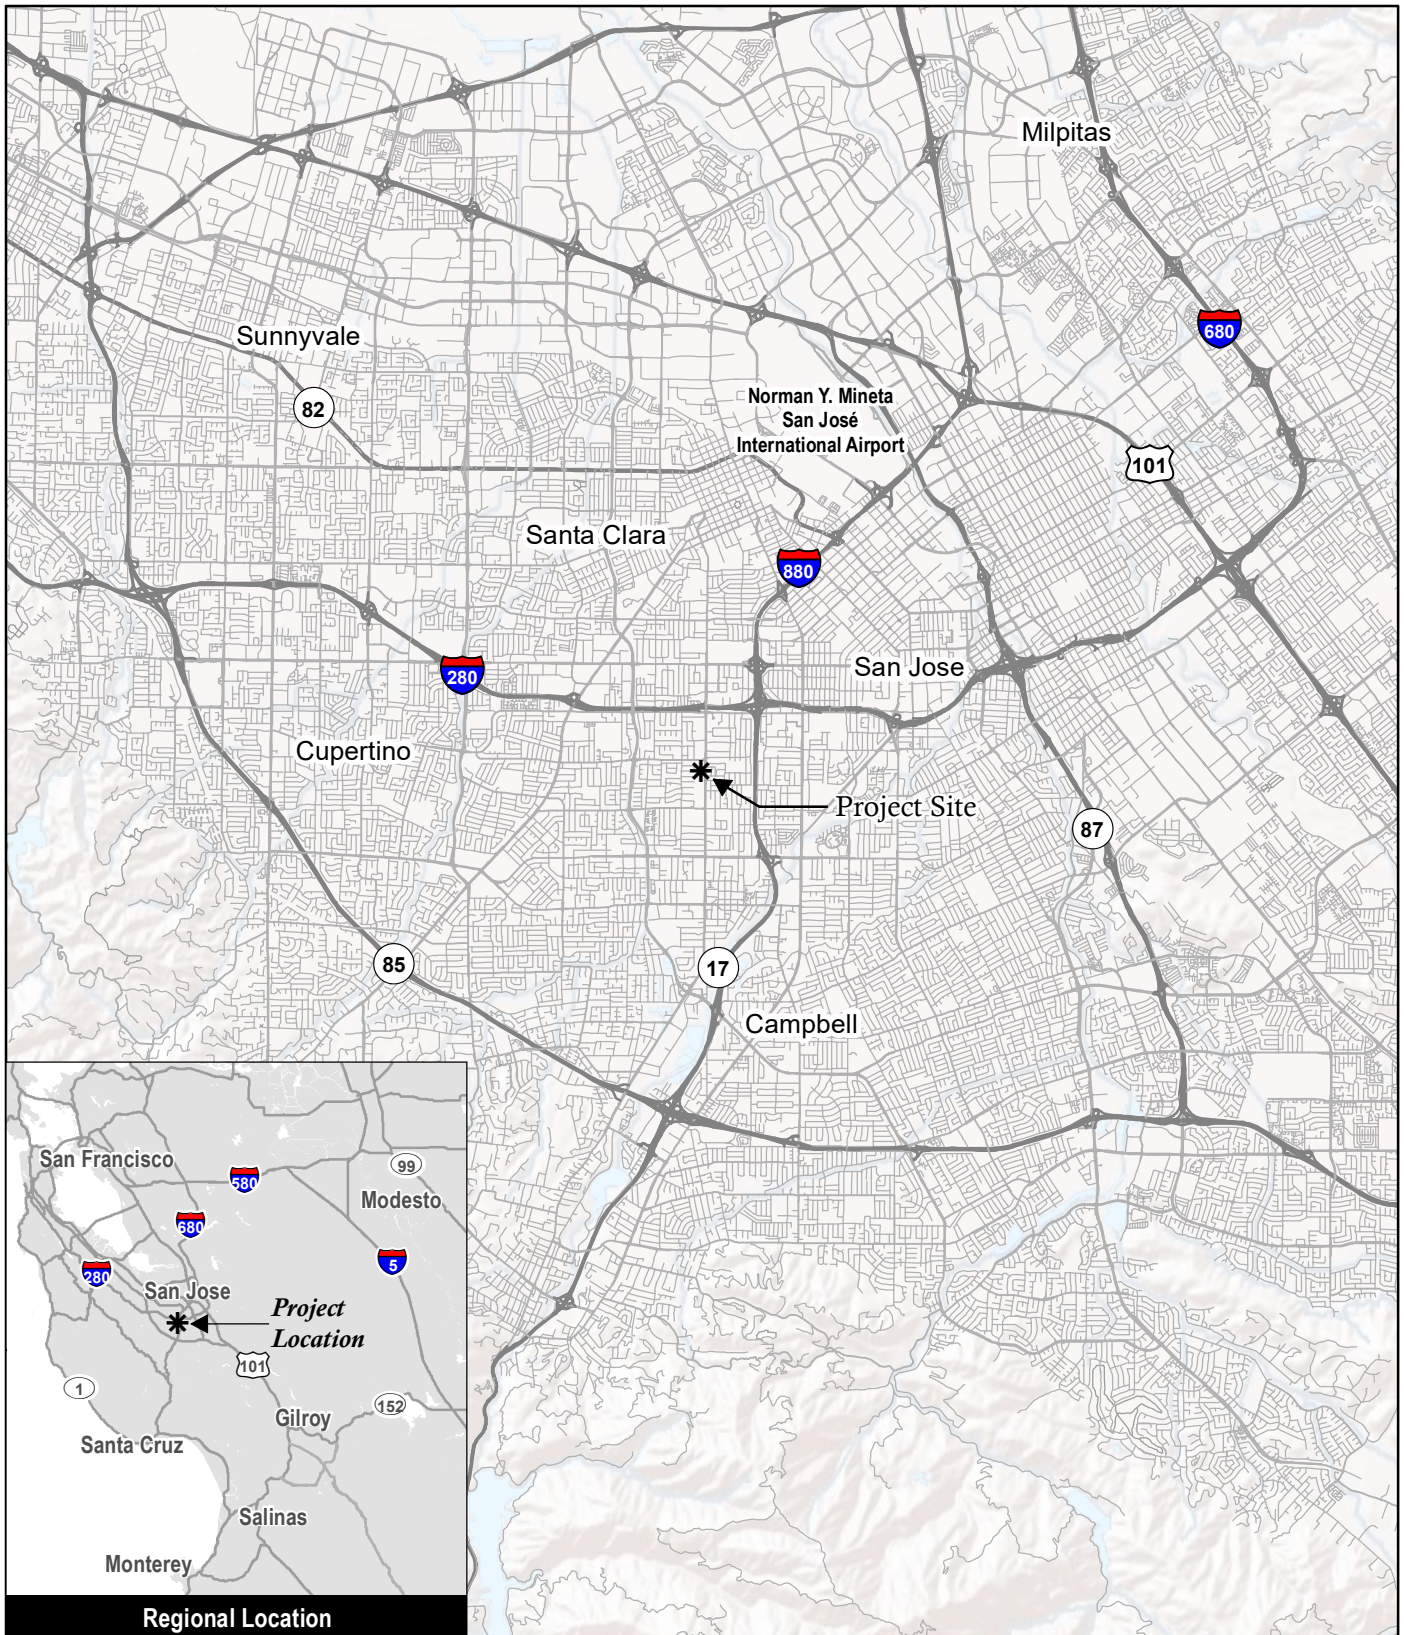 Milpitas
680
Sunnyvale
82
Norman Y. Mineta
San José
International Airport
101
Santa Clara
880
280
San Jose
Cupertino
Project Site
87
85
17
Campbell
San Francisco
580
99
Modesto
680
280
5
San Jose
Project
Location
101
1
152
Gilroy
Santa Cruz
Salinas
Monterey
Regional Location